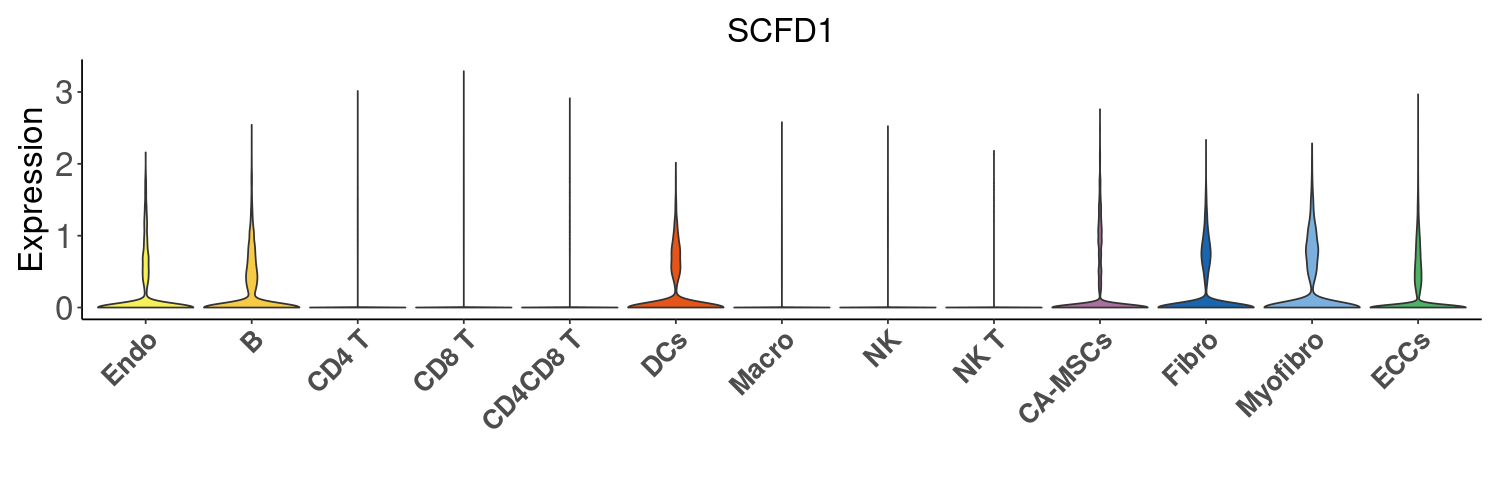 SCFD1
Expression
3
2
1
0
Endo
B
CD4 T
CD8 T
CD4CD8 T
DCs
Macro
NK
NK T
CA-MSCs
Fibro
Myofibro
ECCs